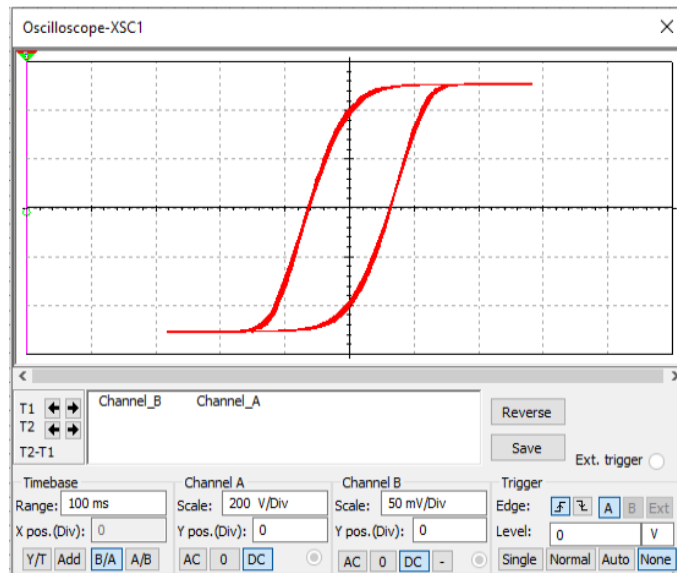 Oscilloscope-XSC1
T1
T2
T2-T1
Channel_B Channel_A
Reverse
Save
Ext. trigger
Timebase
Range: 100 ms
X pos.(Div): 0
Y/T Add B/A A/B
Channel A
Scale: 200 V/Div
Y pos.(Div): 0
AC 0 DC
Channel B
Scale: 50 mV/Div
Y pos.(Div): 0
AC 0 DC -
Trigger
Edge: A B Ext
Level: 0 V
Single Normal Auto None